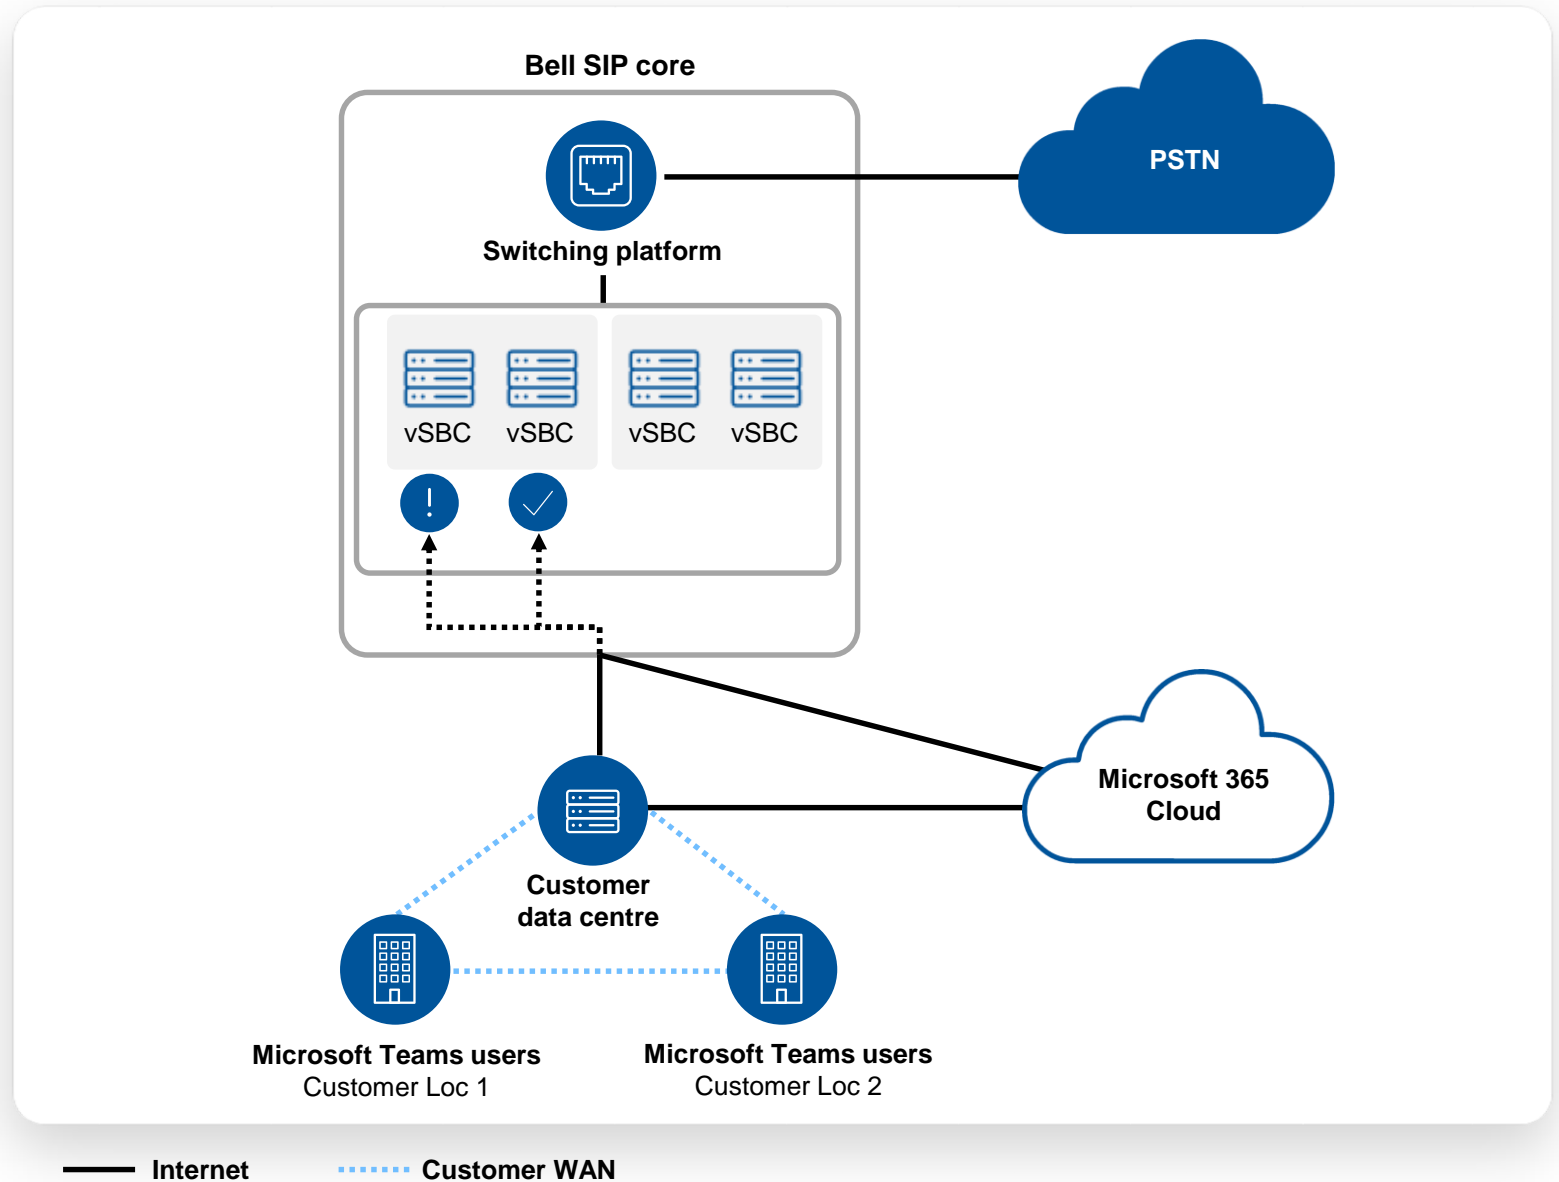 Bell SIP core
PSTN
Switching platform
vSBC vSBC vSBC vSBC
Microsoft 365
Cloud
Customer
data centre
Microsoft Teams users
Customer Loc 1
Microsoft Teams users
Customer Loc 2
Internet
Customer WAN